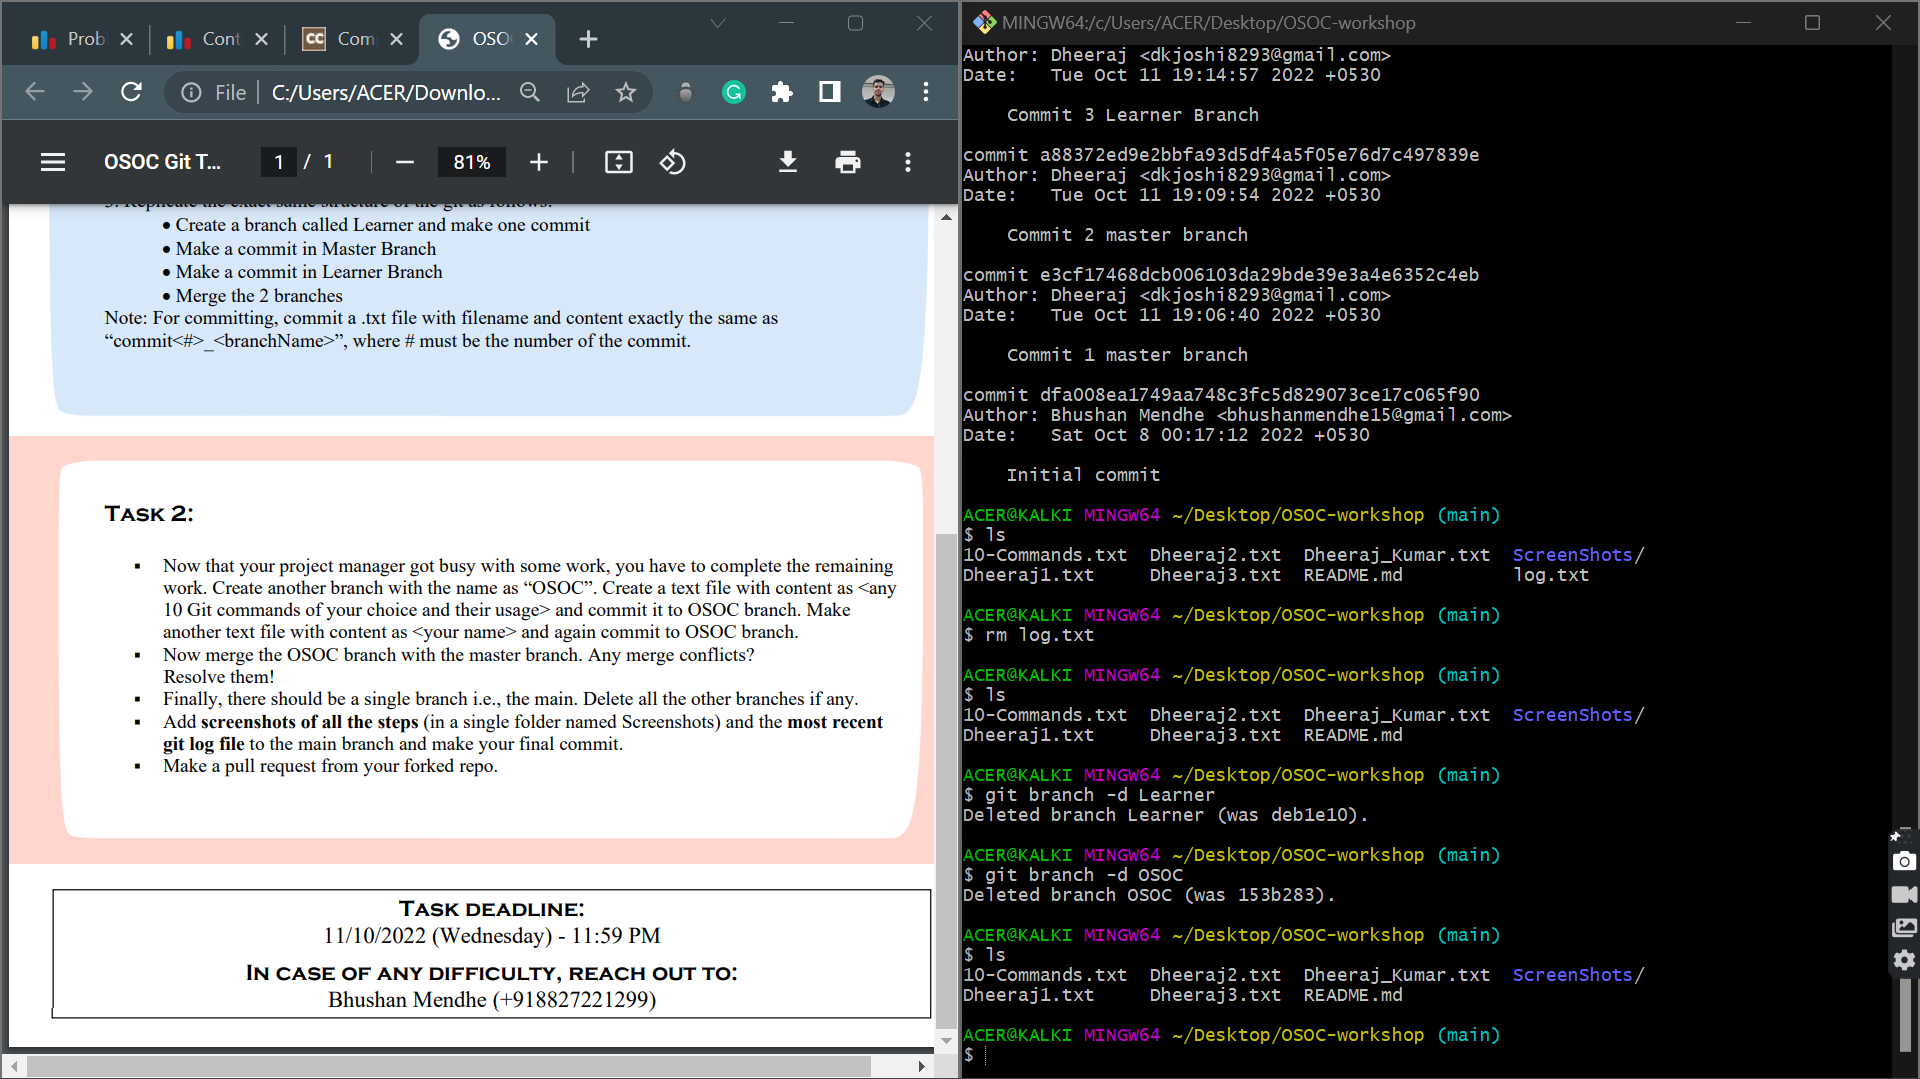 Prob
Cont
CC Com
OSO
File
C:/Users/ACER/Downlo...
OSOC Git T...
1 / 1
81%
3. Replicate the exact same structure of the git as follows:
• Create a branch called Learner and make one commit
• Make a commit in Master Branch
• Make a commit in Learner Branch
• Merge the 2 branches
Note: For committing, commit a .txt file with filename and content exactly the same as
“commit<#>_<branchName>”, where # must be the number of the commit.
TASK 2:
▪ Now that your project manager got busy with some work, you have to complete the remaining
work. Create another branch with the name as “OSOC”. Create a text file with content as <any
10 Git commands of your choice and their usage> and commit it to OSOC branch. Make
another text file with content as <your name> and again commit to OSOC branch.
▪ Now merge the OSOC branch with the master branch. Any merge conflicts?
Resolve them!
▪ Finally, there should be a single branch i.e., the main. Delete all the other branches if any.
▪ Add screenshots of all the steps (in a single folder named Screenshots) and the most recent
git log file to the main branch and make your final commit.
▪ Make a pull request from your forked repo.
TASK DEADLINE:
11/10/2022 (Wednesday) - 11:59 PM
IN CASE OF ANY DIFFICULTY, REACH OUT TO:
Bhushan Mendhe (+918827221299)
MINGW64:/c/Users/ACER/Desktop/OSOC-workshop
Author: Dheeraj <dkjoshi8293@gmail.com>
Date:   Tue Oct 11 19:14:57 2022 +0530
Commit 3 Learner Branch
commit a88372ed9e2bbfa93d5df4a5f05e76d7c497839e
Author: Dheeraj <dkjoshi8293@gmail.com>
Date:   Tue Oct 11 19:09:54 2022 +0530
Commit 2 master branch
commit e3cf17468dcb006103da29bde39e3a4e6352c4eb
Author: Dheeraj <dkjoshi8293@gmail.com>
Date:   Tue Oct 11 19:06:40 2022 +0530
Commit 1 master branch
commit dfa008ea1749aa748c3fc5d829073ce17c065f90
Author: Bhushan Mendhe <bhushanmendhe15@gmail.com>
Date:   Sat Oct 8 00:17:12 2022 +0530
Initial commit
ACER@KALKI MINGW64 ~/Desktop/OSOC-workshop (main)
$ ls
10-Commands.txt  Dheeraj2.txt  Dheeraj_Kumar.txt  ScreenShots/
Dheeraj1.txt     Dheeraj3.txt  README.md          log.txt
ACER@KALKI MINGW64 ~/Desktop/OSOC-workshop (main)
$ rm log.txt
ACER@KALKI MINGW64 ~/Desktop/OSOC-workshop (main)
$ ls
10-Commands.txt  Dheeraj2.txt  Dheeraj_Kumar.txt  ScreenShots/
Dheeraj1.txt     Dheeraj3.txt  README.md
ACER@KALKI MINGW64 ~/Desktop/OSOC-workshop (main)
$ git branch -d Learner
Deleted branch Learner (was deb1e10).
ACER@KALKI MINGW64 ~/Desktop/OSOC-workshop (main)
$ git branch -d OSOC
Deleted branch OSOC (was 153b283).
ACER@KALKI MINGW64 ~/Desktop/OSOC-workshop (main)
$ ls
10-Commands.txt  Dheeraj2.txt  Dheeraj_Kumar.txt  ScreenShots/
Dheeraj1.txt     Dheeraj3.txt  README.md
ACER@KALKI MINGW64 ~/Desktop/OSOC-workshop (main)
$